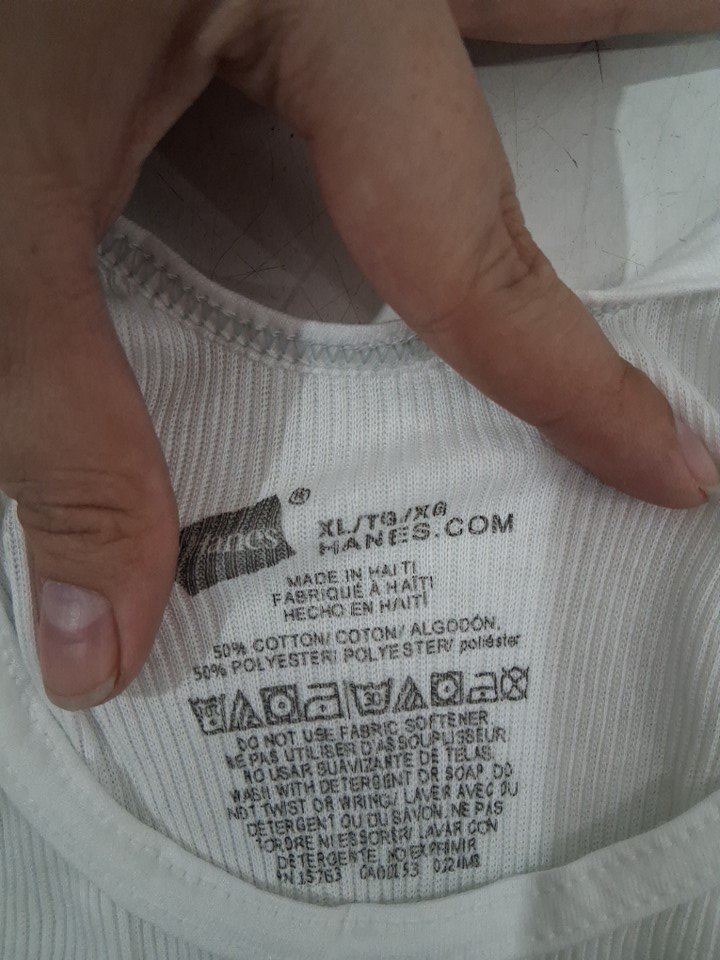 Hanes®
XL/TG/XG
HANES.COM
MADE IN HAITI
FABRIQUÉ À HAÏTI
HECHO EN HAITÍ
50% COTTON/ COTON/ ALGODÓN,
50% POLYESTER/ POLYESTER/ poliéster
30
DO NOT USE FABRIC SOFTENER
NE PAS UTILISER D'ASSOUPLISSEUR
NO USAR SUAVIZANTE DE TELAS.
WASH WITH DETERGENT OR SOAP. DO
NOT TWIST OR WRING/ LAVER AVEC DU
DÉTERGENT OU DU SAVON. NE PAS
TORDRE NI ESSORER/ LAVAR CON
DETERGENTE. NO EXPRIMIR
RN 15763